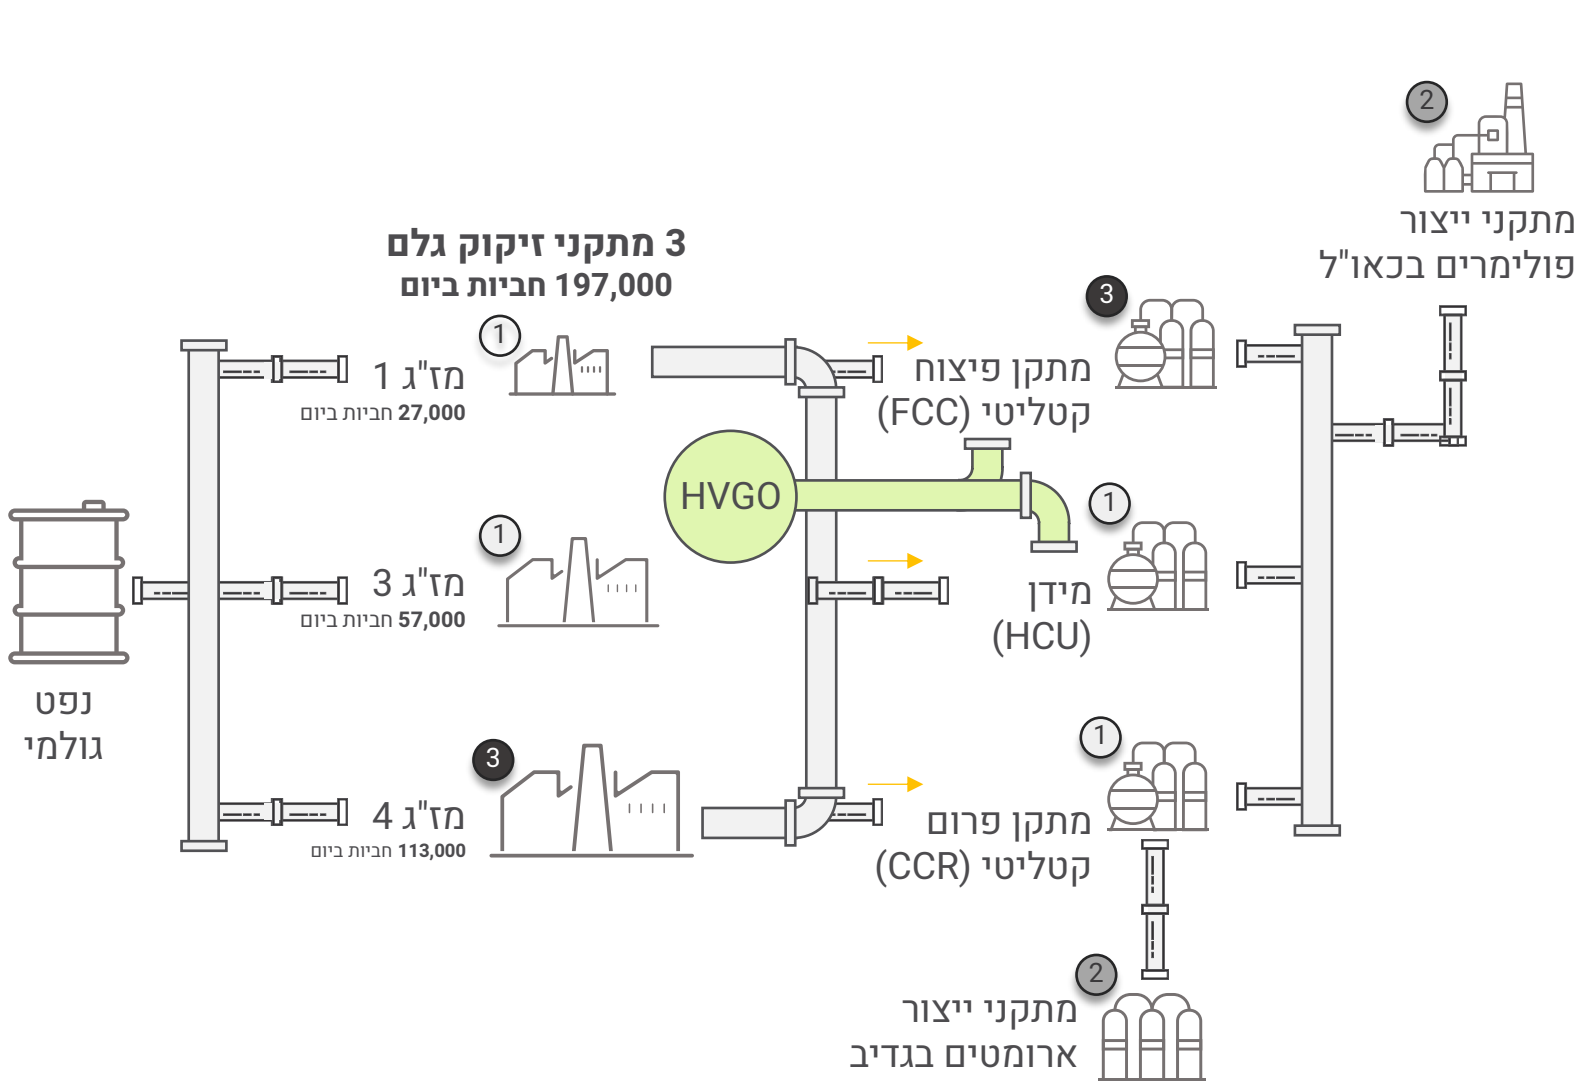 2
מתקני ייצור
פולימרים בכאו"ל
3 מתקני זיקוק גלם
197,000 חביות ביום
3
1
מז"ג 1
27,000 חביות ביום
מתקן פיצוח
קטליטי (FCC)
HVGO
1
1
מז"ג 3
57,000 חביות ביום
מידן
(HCU)
נפט
גולמי
1
3
מז"ג 4
113,000 חביות ביום
מתקן פרום
קטליטי (CCR)
2
מתקני ייצור
ארומטים בגדיב